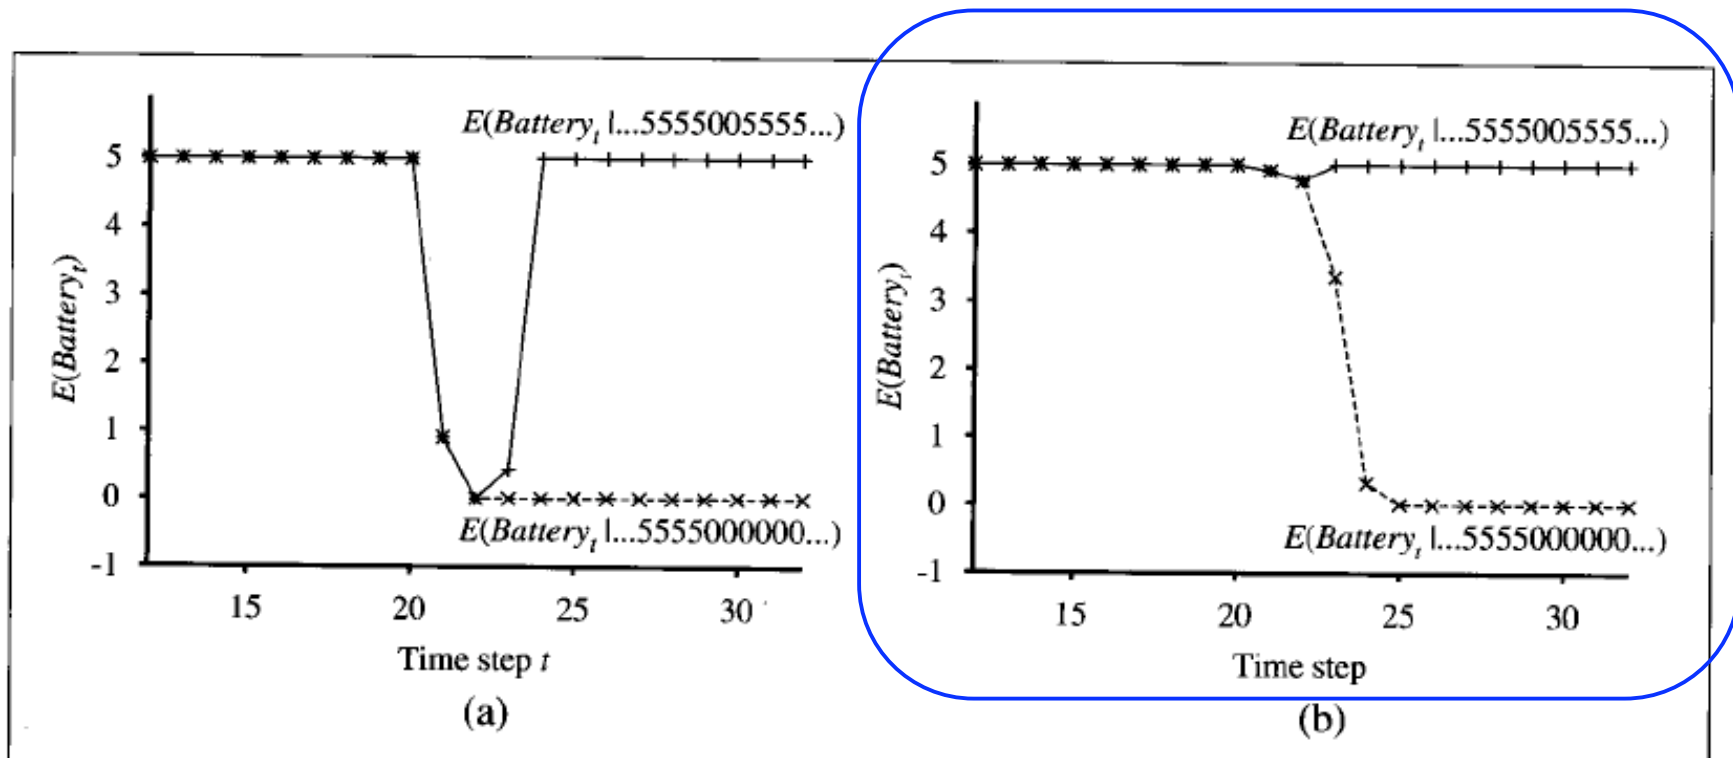 E(Battery_t |...5555005555...)
5
4
3
2
1
0
-1
E(Battery_t)
E(Battery_t |...5555000000...)
15 20 25 30
Time step t
(a)
E(Battery_t |...5555005555...)
5
4
3
2
1
0
-1
E(Battery_t)
E(Battery_t |...5555000000...)
15 20 25 30
Time step
(b)